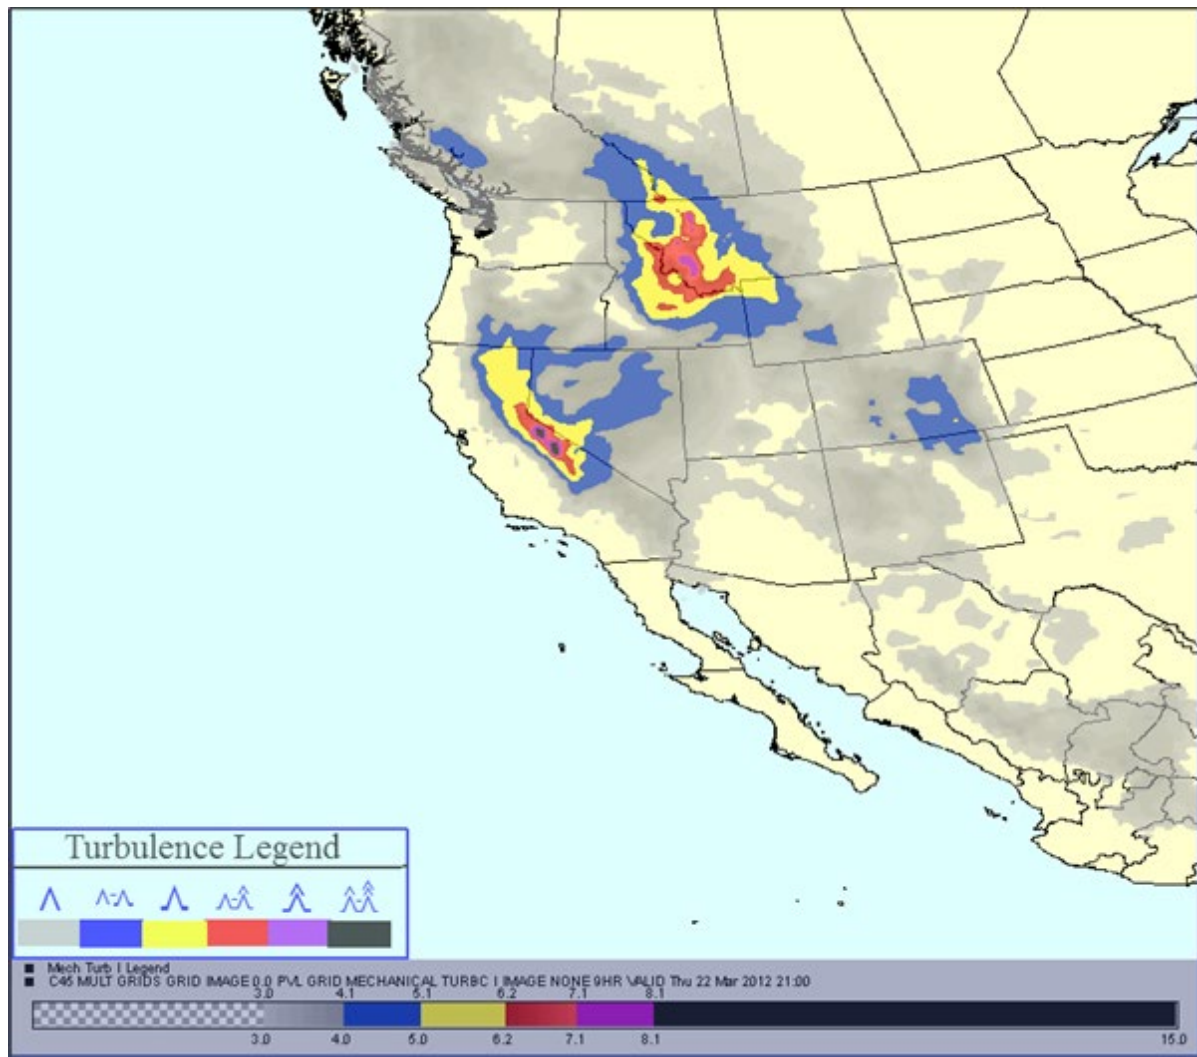 Turbulence Legend
Mech Turb I Legend
C45 MULT GRIDS GRID IMAGE 0.0 PVL GRID MECHANICAL TURBC I IMAGE NONE 9HR VALID Thu 22 Mar 2012 21:00
3.0 4.1 5.1 6.2 7.1 8.1
3.0 4.0 5.0 6.2 7.1 8.1 15.0